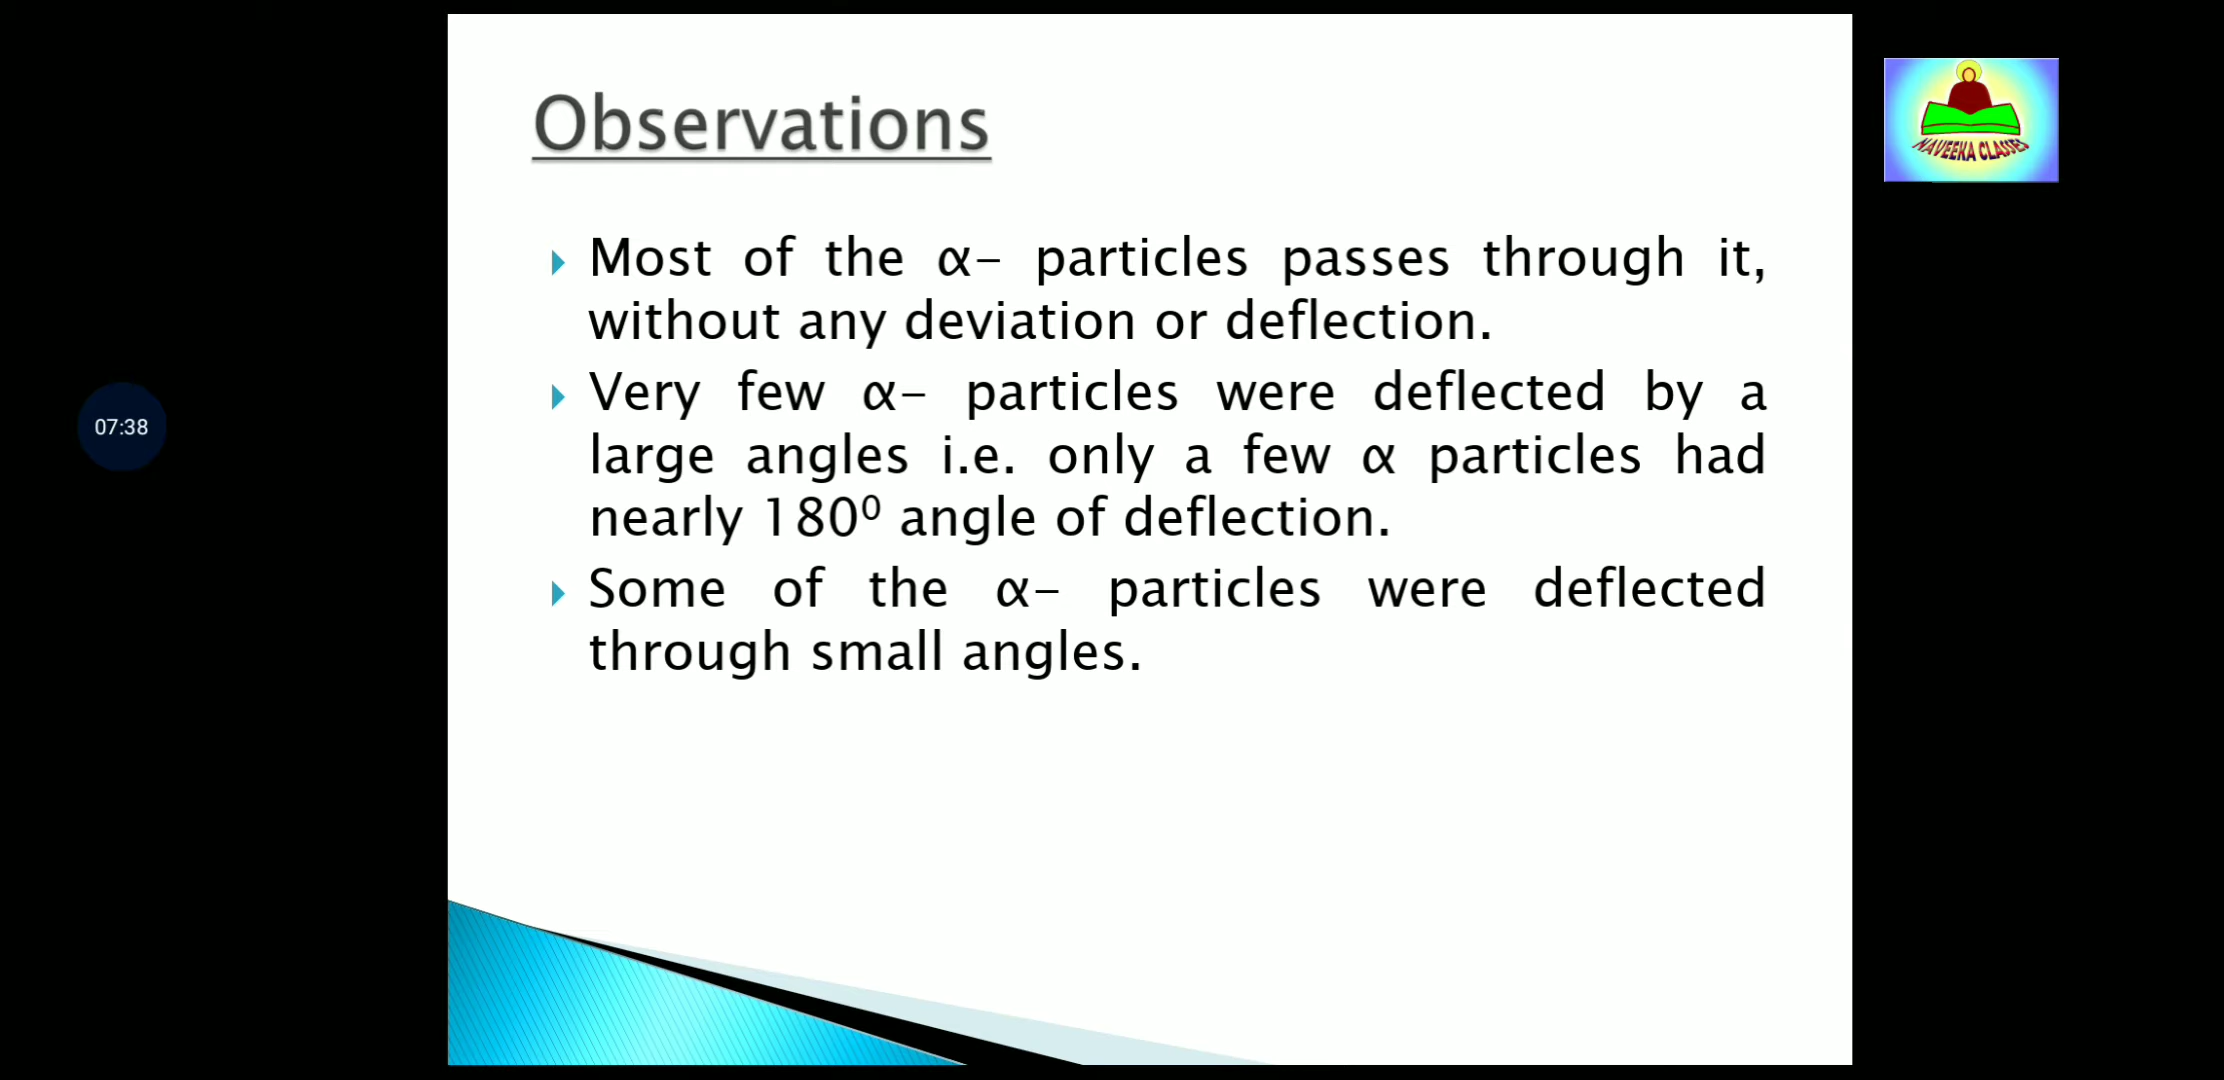 Observations
NAVEEKA CLASSES
Most of the α- particles passes through it,
without any deviation or deflection.
Very few α- particles were deflected by a
large angles i.e. only a few α particles had
nearly 180⁰ angle of deflection.
Some of the α- particles were deflected
through small angles.
07:38